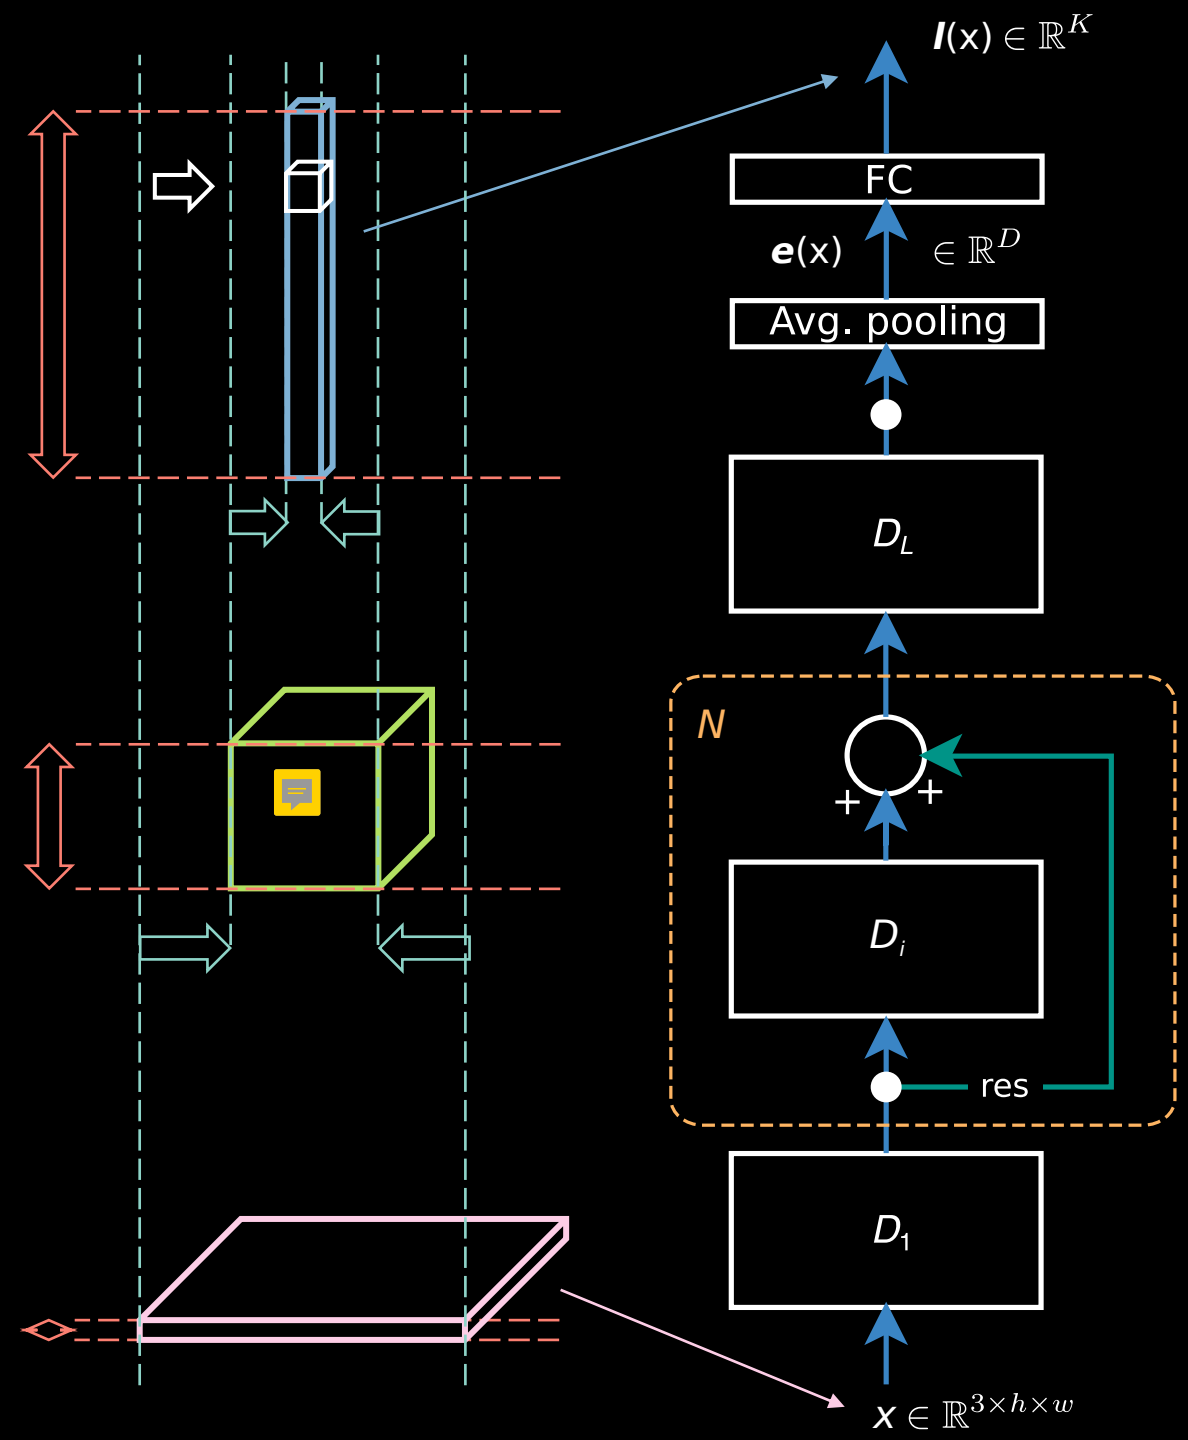 l(x) ∈ ℝ^K
FC
e(x) ∈ ℝ^D
Avg. pooling
D_L
N
+ +
D_i
res
D_1
x ∈ ℝ^{3×h×w}